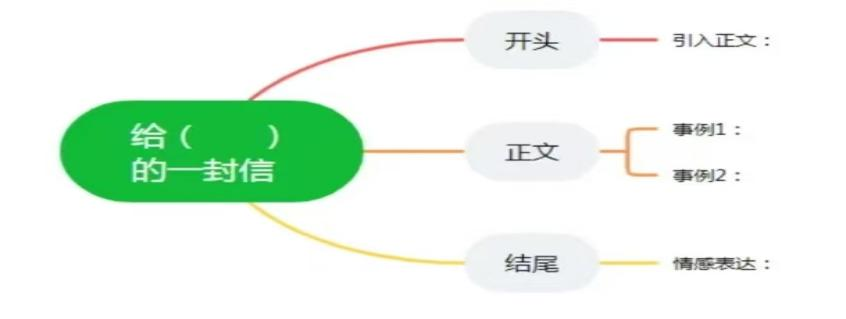 给（　　）
的一封信
开头
引入正文：
正文
事例1：
事例2：
结尾
情感表达：